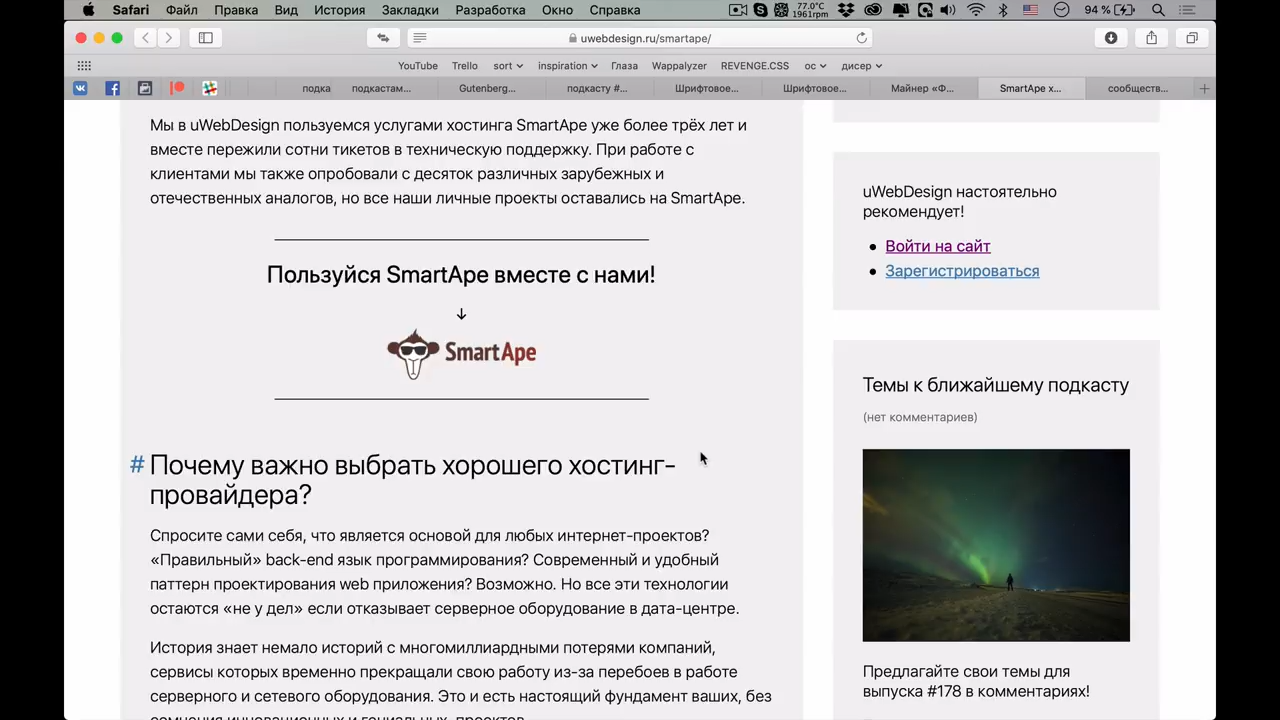 Safari Файл Правка Вид История Закладки Разработка Окно Справка 77.0°C 1961rpm 94 %
uwebdesign.ru/smartape/
YouTube Trello sort inspiration Глаза Wappalyzer REVENGE.CSS ос дисер
подка подкастам... Gutenberg... подкасту #... Шрифтовое... Шрифтовое... Майнер «Ф... SmartApe х... сообществ...
Мы в uWebDesign пользуемся услугами хостинга SmartApe уже более трёх лет и
вместе пережили сотни тикетов в техническую поддержку. При работе с
клиентами мы также опробовали с десяток различных зарубежных и
отечественных аналогов, но все наши личные проекты оставались на SmartApe.
Пользуйся SmartApe вместе с нами!
↓
SmartApe
# Почему важно выбрать хорошего хостинг-
провайдера?
Спросите сами себя, что является основой для любых интернет-проектов?
«Правильный» back-end язык программирования? Современный и удобный
паттерн проектирования web приложения? Возможно. Но все эти технологии
остаются «не у дел» если отказывает серверное оборудование в дата-центре.
История знает немало историй с многомиллиардными потерями компаний,
сервисы которых временно прекращали свою работу из-за перебоев в работе
серверного и сетевого оборудования. Это и есть настоящий фундамент ваших, без
сомнения инновационных и гениальных, проектов.
uWebDesign настоятельно
рекомендует!
Войти на сайт
Зарегистрироваться
Темы к ближайшему подкасту
(нет комментариев)
Предлагайте свои темы для
выпуска #178 в комментариях!